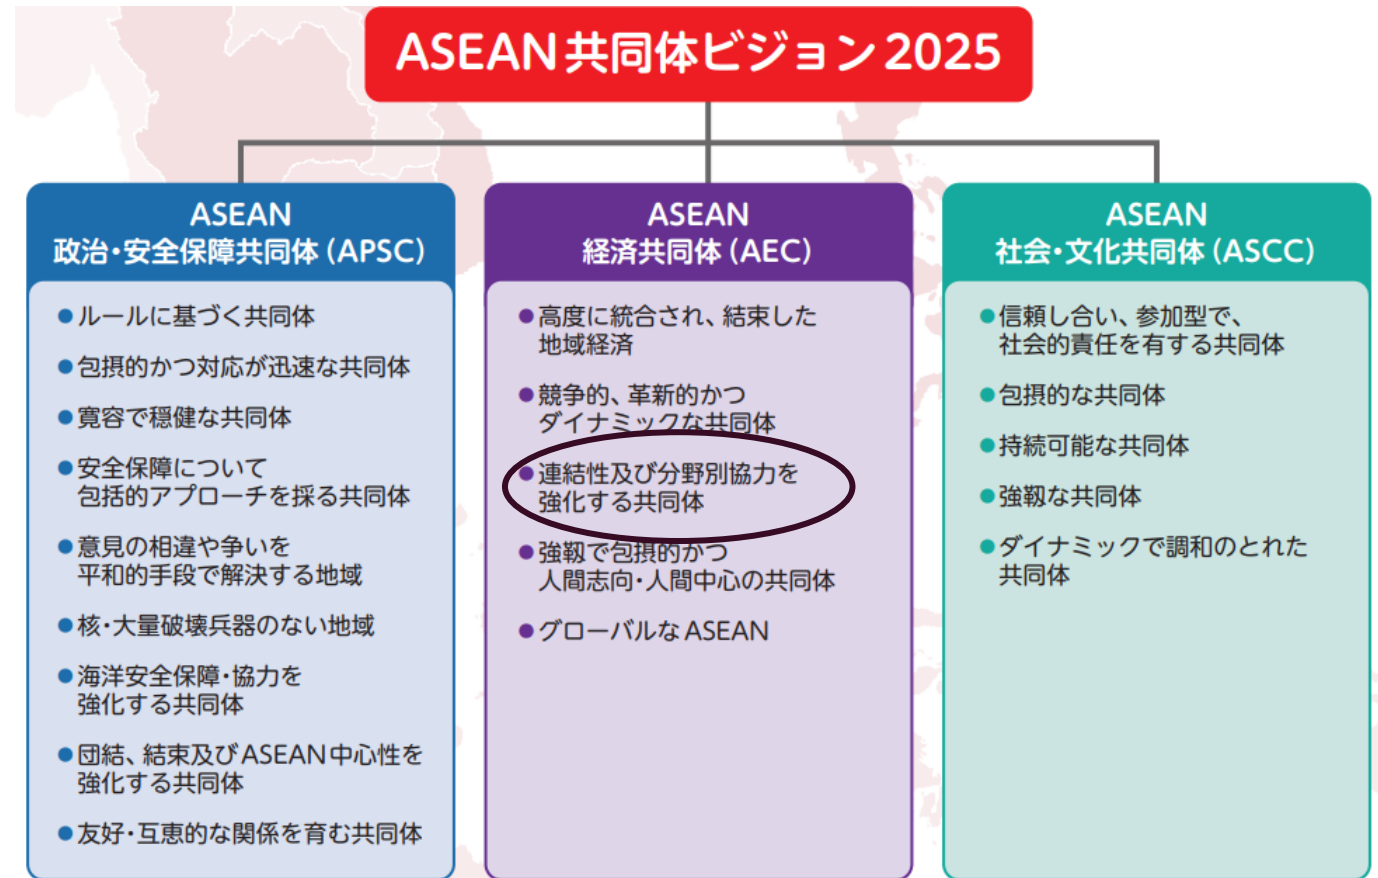 ASEAN共同体ビジョン2025
ASEAN
政治・安全保障共同体（APSC）
●ルールに基づく共同体
●包摂的かつ対応が迅速な共同体
●寛容で穏健な共同体
●安全保障について
包括的アプローチを採る共同体
●意見の相違や争いを
平和的手段で解決する地域
●核・大量破壊兵器のない地域
●海洋安全保障・協力を
強化する共同体
●団結、結束及びASEAN中心性を
強化する共同体
●友好・互恵的な関係を育む共同体
ASEAN
経済共同体（AEC）
●高度に統合され、結束した
地域経済
●競争的、革新的かつ
ダイナミックな共同体
●連結性及び分野別協力を
強化する共同体
●強靱で包摂的かつ
人間志向・人間中心の共同体
●グローバルなASEAN
ASEAN
社会・文化共同体（ASCC）
●信頼し合い、参加型で、
社会的責任を有する共同体
●包摂的な共同体
●持続可能な共同体
●強靱な共同体
●ダイナミックで調和のとれた
共同体